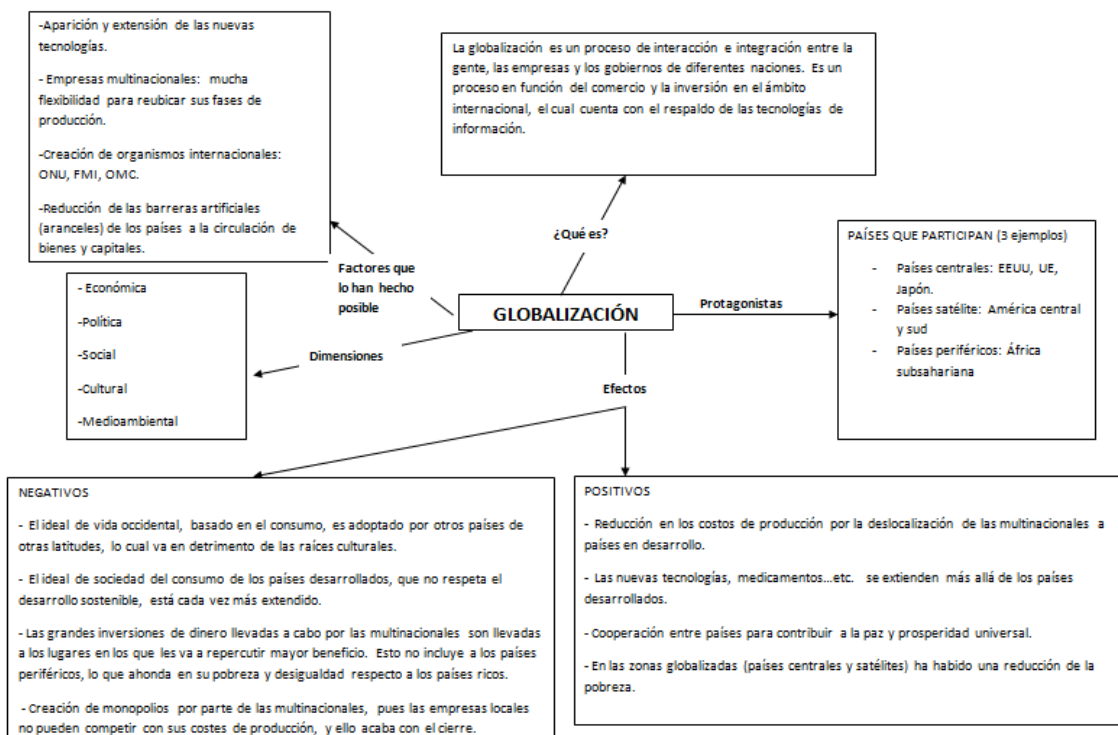 -Aparición y extensión de las nuevas
tecnologías.
- Empresas multinacionales: mucha
flexibilidad para reubicar sus fases de
producción.
-Creación de organismos internacionales:
ONU, FMI, OMC.
-Reducción de las barreras artificiales
(aranceles) de los países a la circulación de
bienes y capitales.
La globalización es un proceso de interacción e integración entre la
gente, las empresas y los gobiernos de diferentes naciones. Es un
proceso en función del comercio y la inversión en el ámbito
internacional, el cual cuenta con el respaldo de las tecnologías de
información.
¿Qué es?
Factores que
lo han hecho
posible
PAÍSES QUE PARTICIPAN (3 ejemplos)
- Países centrales: EEUU, UE,
Japón.
- Países satélite: América central
y sud
- Países periféricos: África
subsahariana
- Económica
-Política
-Social
-Cultural
-Medioambiental
GLOBALIZACIÓN
Protagonistas
Dimensiones
Efectos
NEGATIVOS
- El ideal de vida occidental, basado en el consumo, es adoptado por otros países de
otras latitudes, lo cual va en detrimento de las raíces culturales.
- El ideal de sociedad del consumo de los países desarrollados, que no respeta el
desarrollo sostenible, está cada vez más extendido.
- Las grandes inversiones de dinero llevadas a cabo por las multinacionales son llevadas
a los lugares en los que les va a repercutir mayor beneficio. Esto no incluye a los países
periféricos, lo que ahonda en su pobreza y desigualdad respecto a los países ricos.
- Creación de monopolios por parte de las multinacionales, pues las empresas locales
no pueden competir con sus costes de producción, y ello acaba con el cierre.
POSITIVOS
- Reducción en los costos de producción por la deslocalización de las multinacionales a
países en desarrollo.
- Las nuevas tecnologías, medicamentos...etc. se extienden más allá de los países
desarrollados.
- Cooperación entre países para contribuir a la paz y prosperidad universal.
- En las zonas globalizadas (países centrales y satélites) ha habido una reducción de la
pobreza.